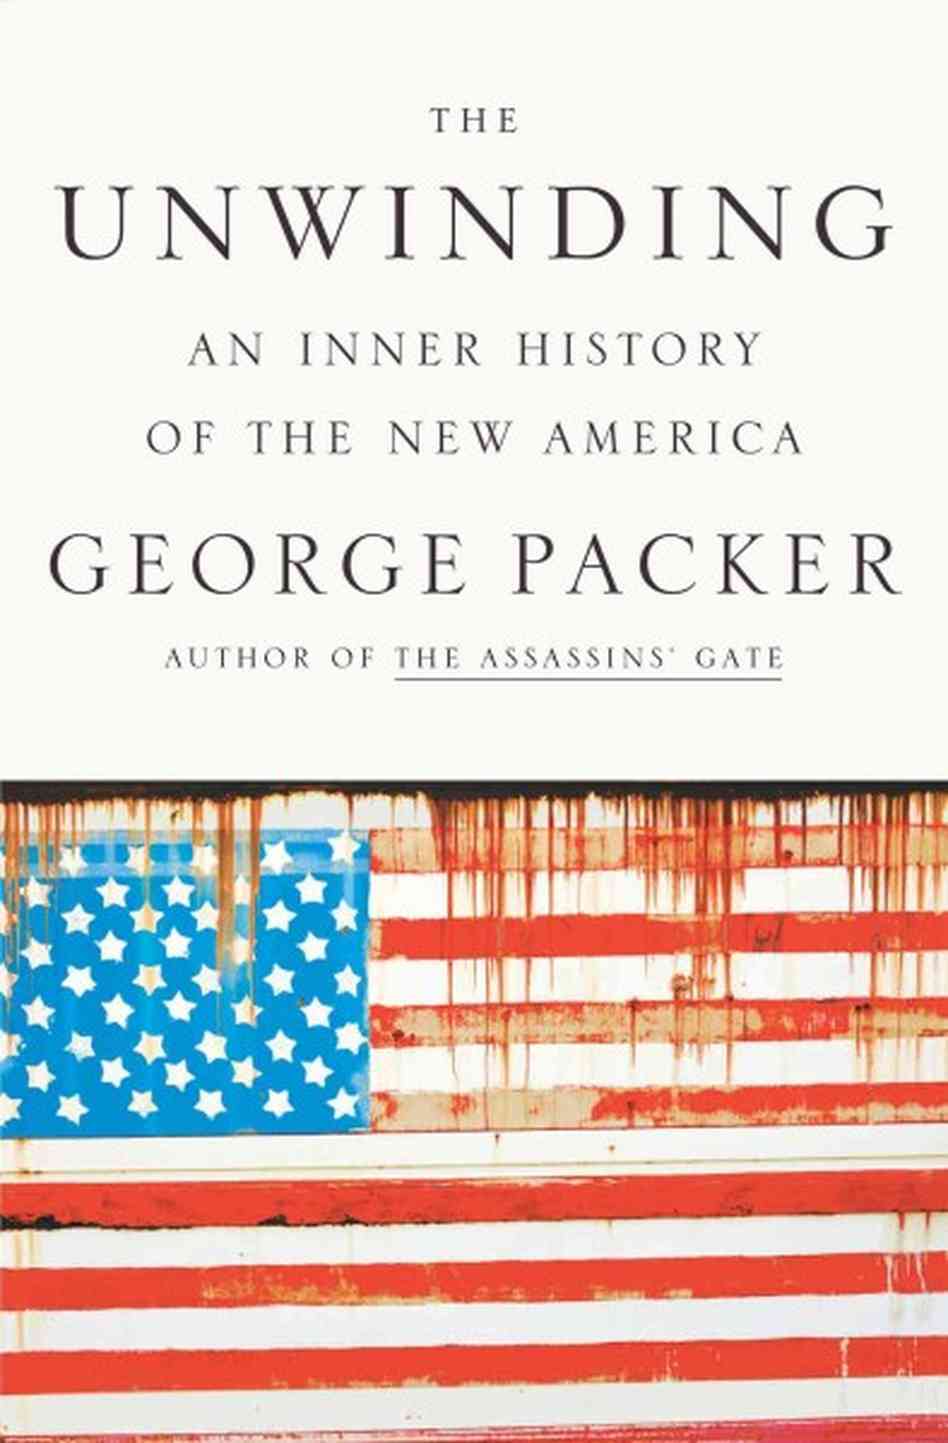 THE
UNWINDING
AN INNER HISTORY
OF THE NEW AMERICA
GEORGE PACKER
AUTHOR OF THE ASSASSINS' GATE